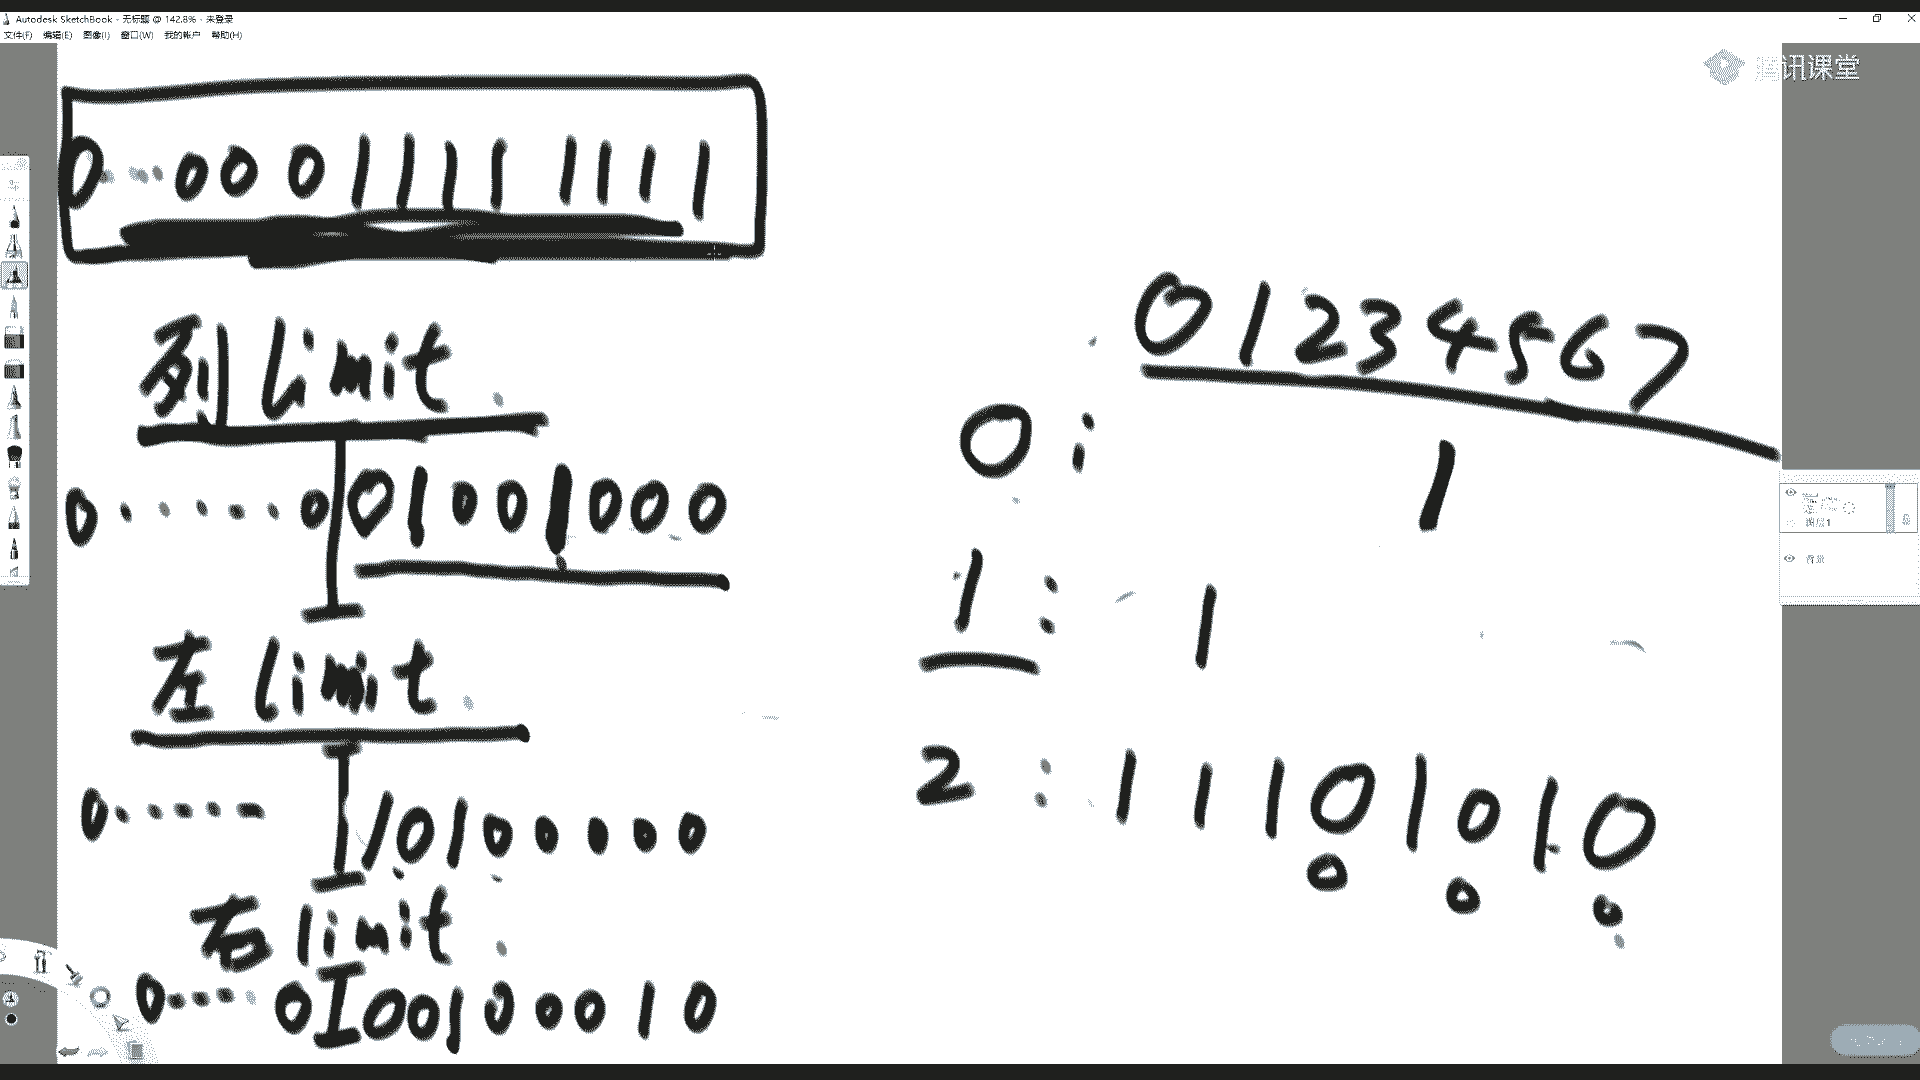 Autodesk SketchBook - 无标题 @ 142.8% - 未登录
文件(F) 编辑(E) 图像(I) 窗口(W) 我的帐户 帮助(H)
腾讯课堂
0 ... 0 0 0 1 1 1 1 1 1 1 1
列 limit
0 ..... 0 0 1 0 0 1 0 0 0
左 limit
0 ..... 1 0 1 0 0 0 0 0
右 limit
0 .... 0 0 0 1 0 0 0 1 0
0 1 2 3 4 5 6 7
0 : 1
1 : 1
2 : 1 1 1 0 1 0 1 0
图层1
背景